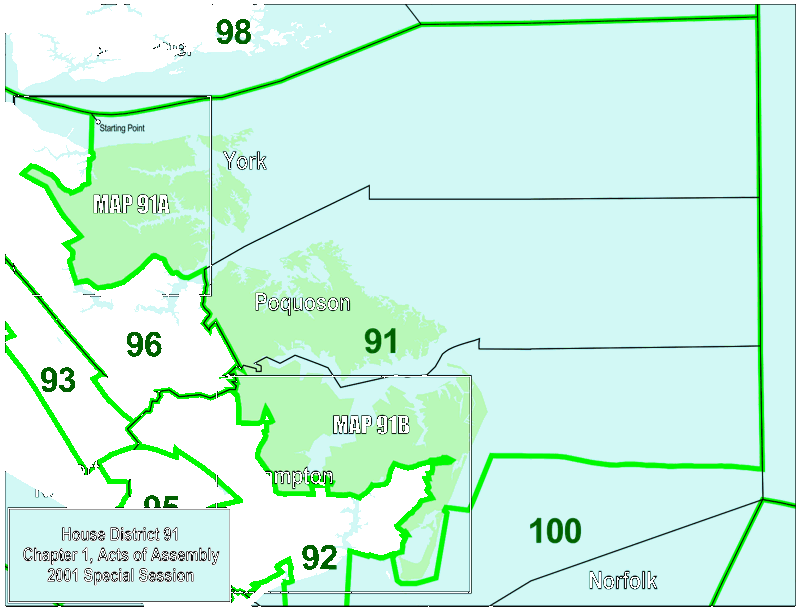 98
Starting Point
York
MAP 91A
Poquoson
91
96
93
MAP 91B
95
100
92
Norfolk
House District 91
Chapter 1, Acts of Assembly
2001 Special Session